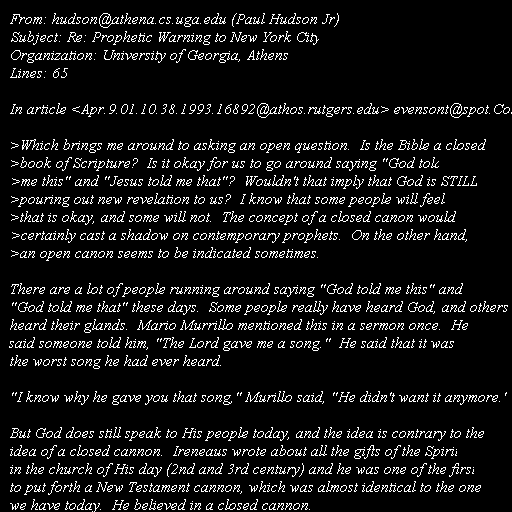 From: hudson@athena.cs.uga.edu (Paul Hudson Jr)
Subject: Re: Prophetic Warning to New York City
Organization: University of Georgia, Athens
Lines: 65

In article <Apr.9.01.10.38.1993.16892@athos.rutgers.edu> evensont@spot.Co

>Which brings me around to asking an open question.  Is the Bible a closed
>book of Scripture?  Is it okay for us to go around saying "God told
>me this" and "Jesus told me that"?  Wouldn't that imply that God is STILL
>pouring out new revelation to us?  I know that some people will feel
>that is okay, and some will not.  The concept of a closed canon would
>certainly cast a shadow on contemporary prophets.  On the other hand,
>an open canon seems to be indicated sometimes.

There are a lot of people running around saying "God told me this" and
"God told me that" these days.  Some people really have heard God, and others
heard their glands.  Mario Murrillo mentioned this in a sermon once.  He
said someone told him, "The Lord gave me a song."  He said that it was
the worst song he had ever heard.

"I know why he gave you that song," Murillo said, "He didn't want it anymore."

But God does still speak to His people today, and the idea is contrary to the
idea of a closed cannon.  Ireneaus wrote about all the gifts of the Spirit
in the church of His day (2nd and 3rd century) and he was one of the first
to put forth a New Testament cannon, which was almost identical to the one
we have today.  He believed in a closed cannon.